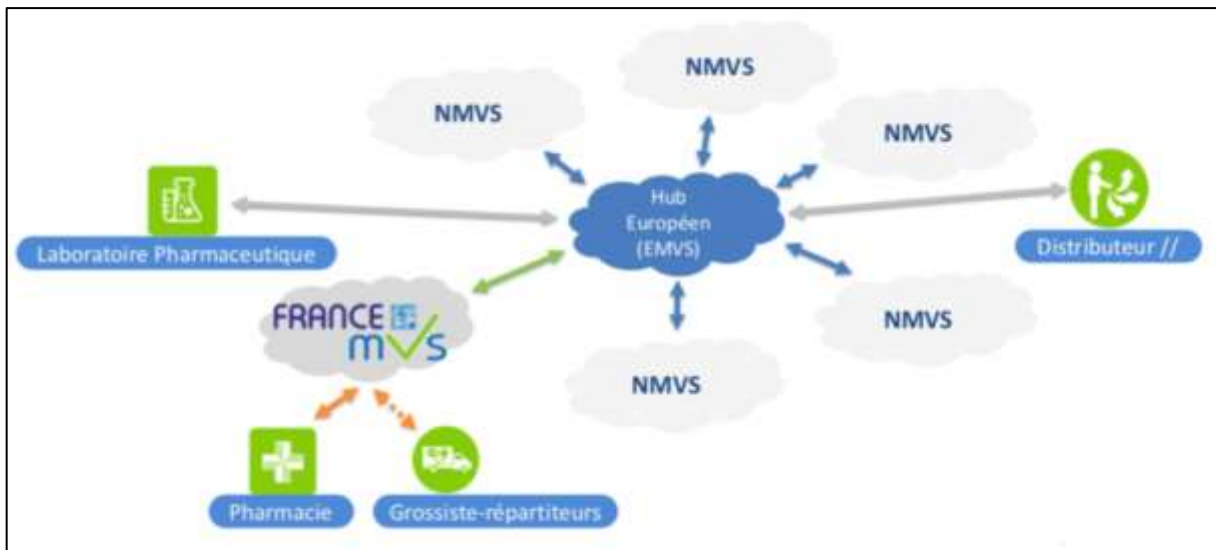 NMVS
NMVS
NMVS
Hub
Européen
(EMVS)
Laboratoire Pharmaceutique
Distributeur //
FRANCE
mvs
NMVS
NMVS
Pharmacie
Grossiste-répartiteurs